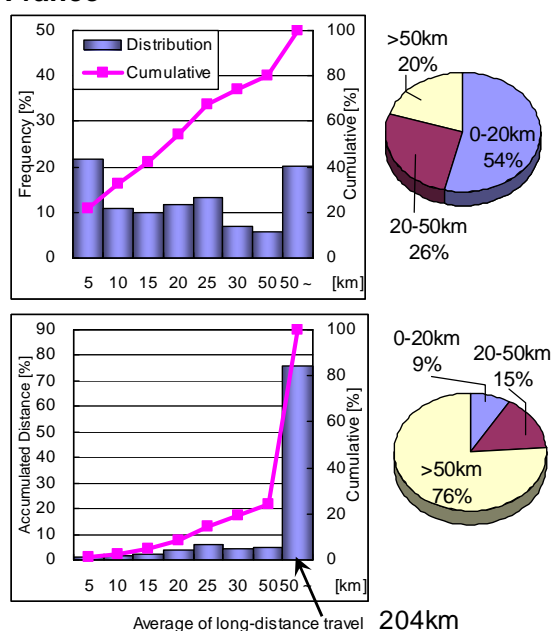 50
40
30
20
10
0
Frequency [%]
Distribution
Cumulative
100
80
60
40
20
0
Cumulative [%]
5 10 15 20 25 30 50 50 ~ [km]
>50km
20%
0-20km
54%
20-50km
26%
90
80
70
60
50
40
30
20
10
0
Accumulated Distance [%]
100
80
60
40
20
0
Cumulative [%]
5 10 15 20 25 30 50 50 ~ [km]
0-20km
9%
20-50km
15%
>50km
76%
Average of long-distance travel 204km